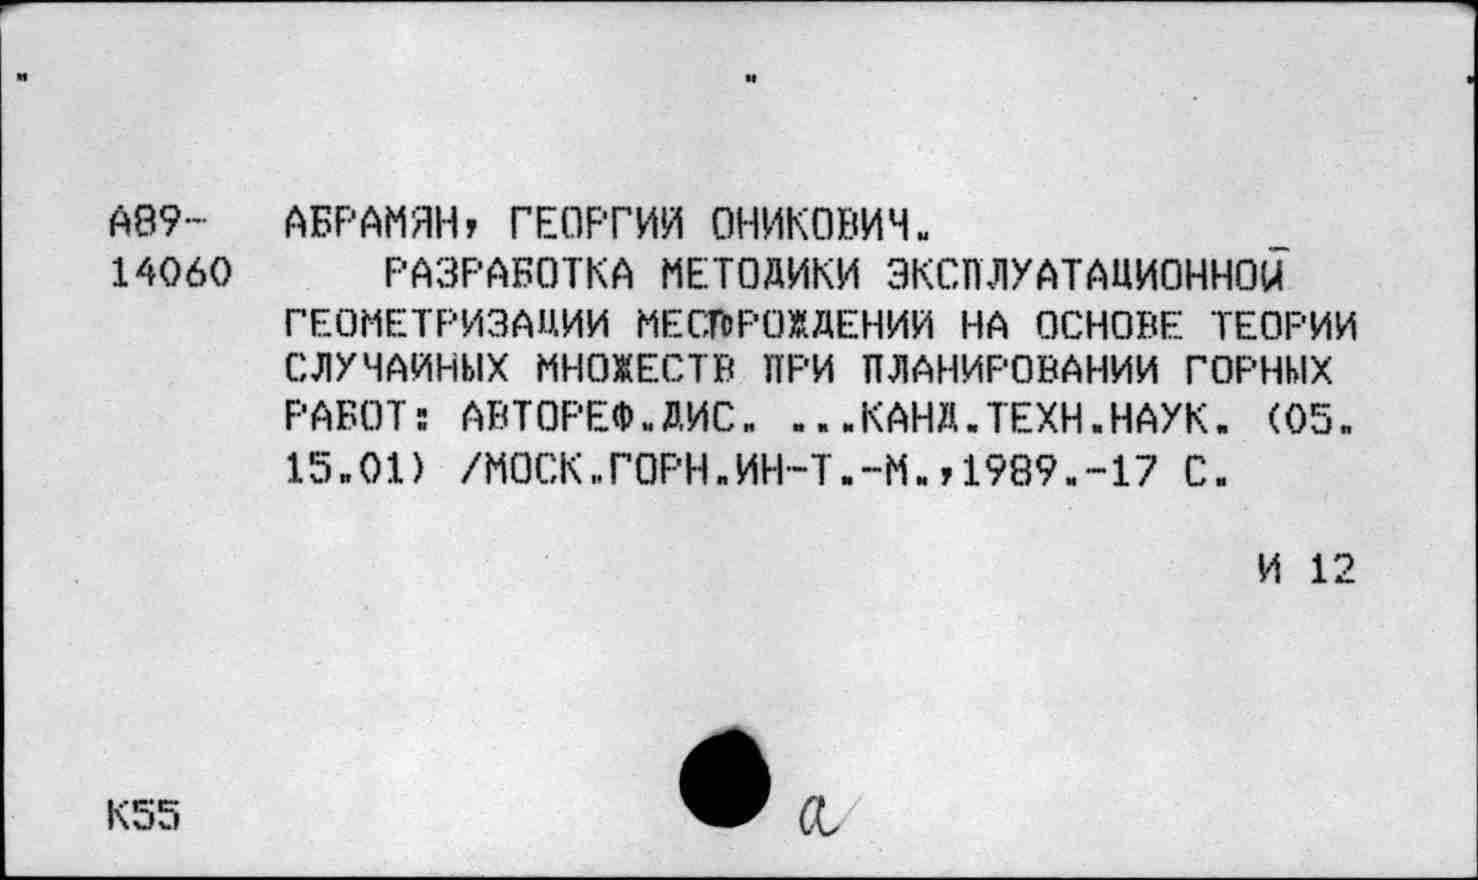 А89- АБРАМЯН, ГЕОРГИЙ ОНИКОВИЧ.
14060 РАЗРАБОТКА МЕТОДИКИ ЭКСПЛУАТАЦИОННОЙ
ГЕОМЕТРИЗАЦИИ МЕСТОРОЖДЕНИЙ НА ОСНОВЕ ТЕОРИИ
СЛУЧАЙНЫХ МНОЖЕСТВ ПРИ ПЛАНИРОВАНИИ ГОРНЫХ
РАБОТ: АВТОРЕФ.ДИС. ...КАНД.ТЕХН.НАУК. (05.
15.01) /МОСК.ГОРН.ИН-Т.-М.,1989.-17 С.
И 12
К55
а